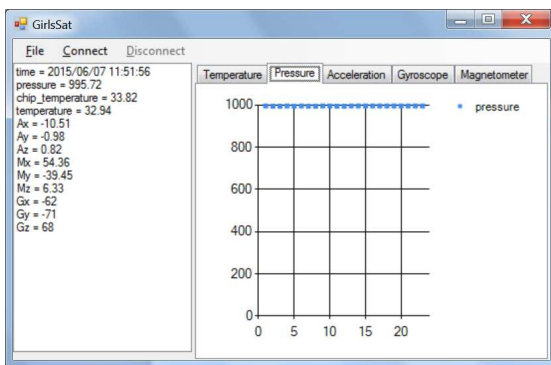 GirlsSat
File Connect Disconnect
time = 2015/06/07 11:51:56
pressure = 995.72
chip_temperature = 33.82
temperature = 32.94
Ax = -10.51
Ay = -0.98
Az = 0.82
Mx = 54.36
My = -39.45
Mz = 6.33
Gx = -62
Gy = -71
Gz = 68
Temperature Pressure Acceleration Gyroscope Magnetometer
1000
800
600
400
200
0
0 5 10 15 20
pressure